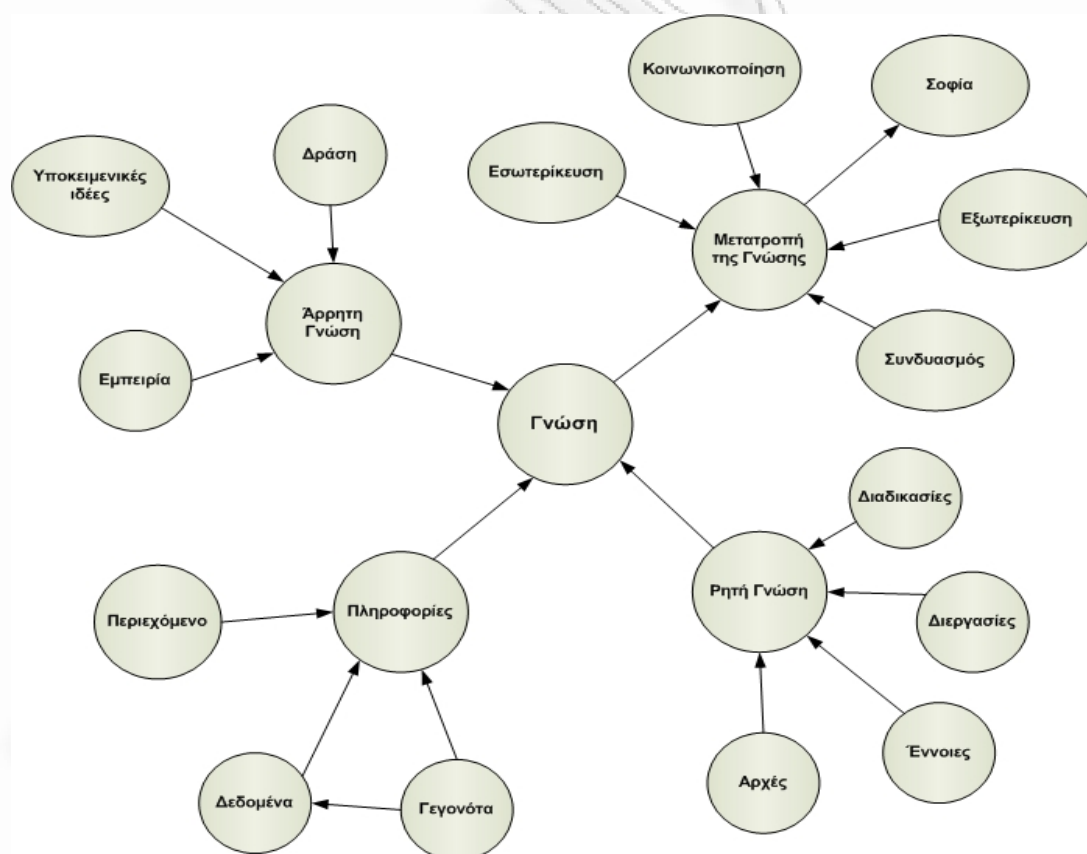 Κοινωνικοποίηση
Σοφία
Δράση
Εσωτερίκευση
Υποκειμενικές
ιδέες
Εξωτερίκευση
Μετατροπή
της Γνώσης
Άρρητη
Γνώση
Συνδυασμός
Εμπειρία
Γνώση
Διαδικασίες
Ρητή Γνώση
Πληροφορίες
Περιεχόμενο
Διεργασίες
Έννοιες
Αρχές
Δεδομένα
Γεγονότα